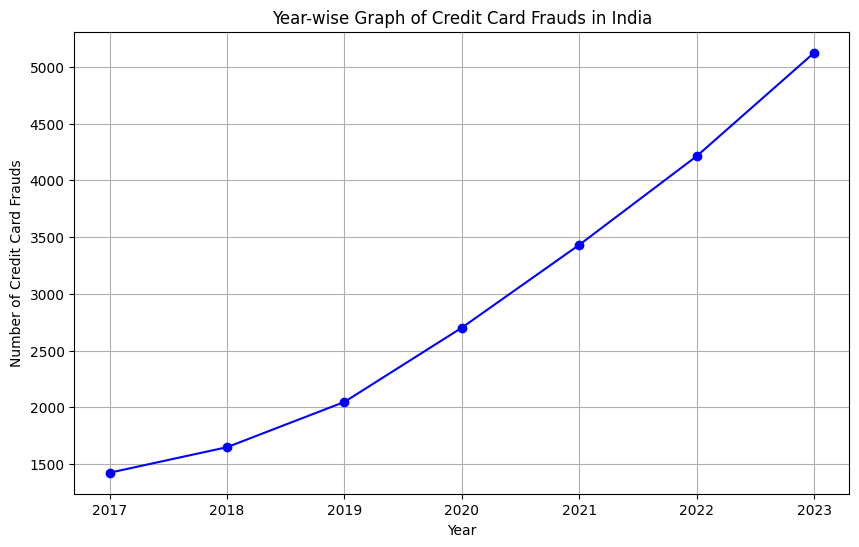 Year-wise Graph of Credit Card Frauds in India
Number of Credit Card Frauds
5000
4500
4000
3500
3000
2500
2000
1500
2017 2018 2019 2020 2021 2022 2023
Year